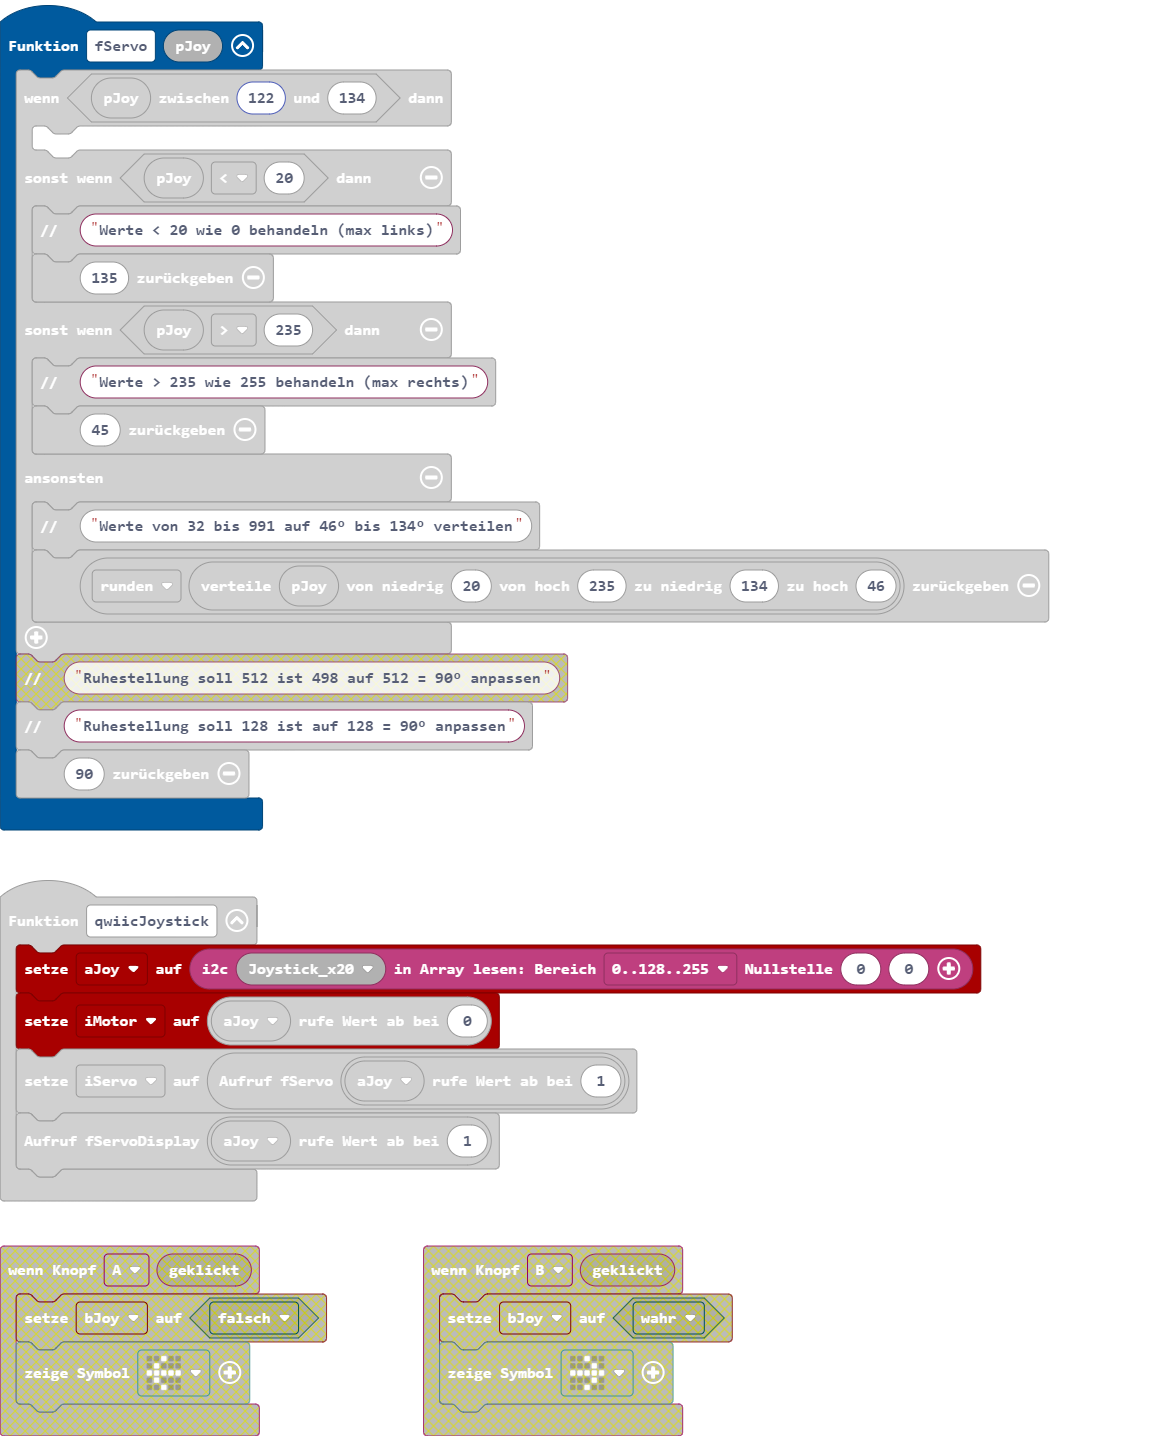 Funktion fServo pJoy
wenn pJoy zwischen 122 und 134 dann
sonst wenn pJoy < 20 dann
// "Werte < 20 wie 0 behandeln (max links)"
135 zurückgeben
sonst wenn pJoy > 235 dann
// "Werte > 235 wie 255 behandeln (max rechts)"
45 zurückgeben
ansonsten
// "Werte von 32 bis 991 auf 46º bis 134º verteilen"
runden verteile pJoy von niedrig 20 von hoch 235 zu niedrig 134 zu hoch 46 zurückgeben
// "Ruhestellung soll 512 ist 498 auf 512 = 90º anpassen"
// "Ruhestellung soll 128 ist auf 128 = 90º anpassen"
90 zurückgeben
Funktion qwiicJoystick
setze aJoy auf i2c Joystick_x20 in Array lesen: Bereich 0..128..255 Nullstelle 0 0
setze iMotor auf aJoy rufe Wert ab bei 0
setze iServo auf Aufruf fServo aJoy rufe Wert ab bei 1
Aufruf fServoDisplay aJoy rufe Wert ab bei 1
wenn Knopf A geklickt
setze bJoy auf falsch
zeige Symbol
wenn Knopf B geklickt
setze bJoy auf wahr
zeige Symbol